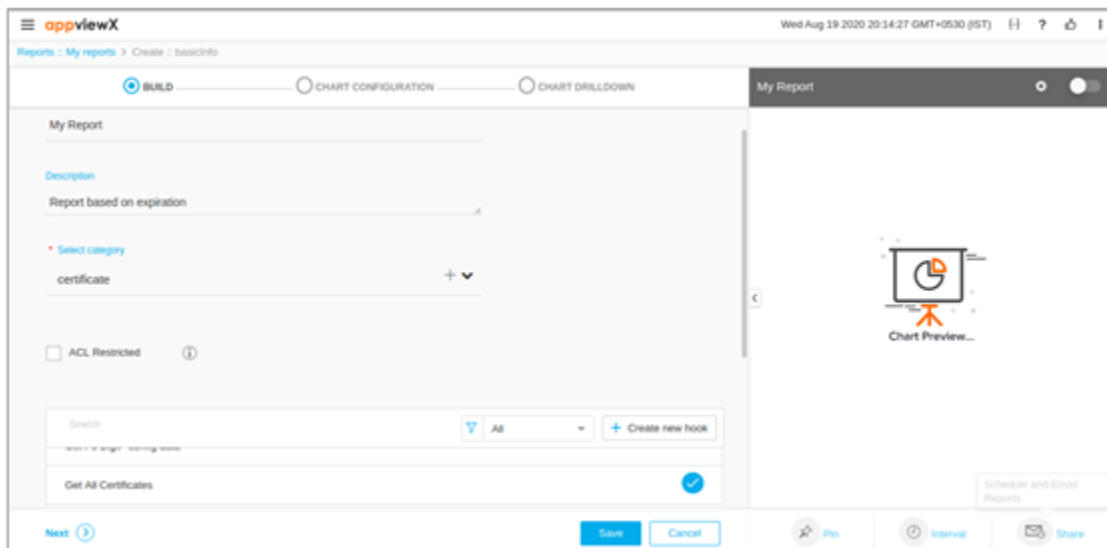 appviewX
Wed Aug 19 2020 20:14:27 GMT+0530 (IST)
Reports :: My reports > Create :: basicInfo
BUILD
CHART CONFIGURATION
CHART DRILLDOWN
My Report
My Report
Description
Report based on expiration
* Select category
certificate
ACL Restricted
Chart Preview...
Search
All
+ Create new hook
Get All Certificates
Schedule and Email
Reports
Next
Save
Cancel
Pin
Interval
Share